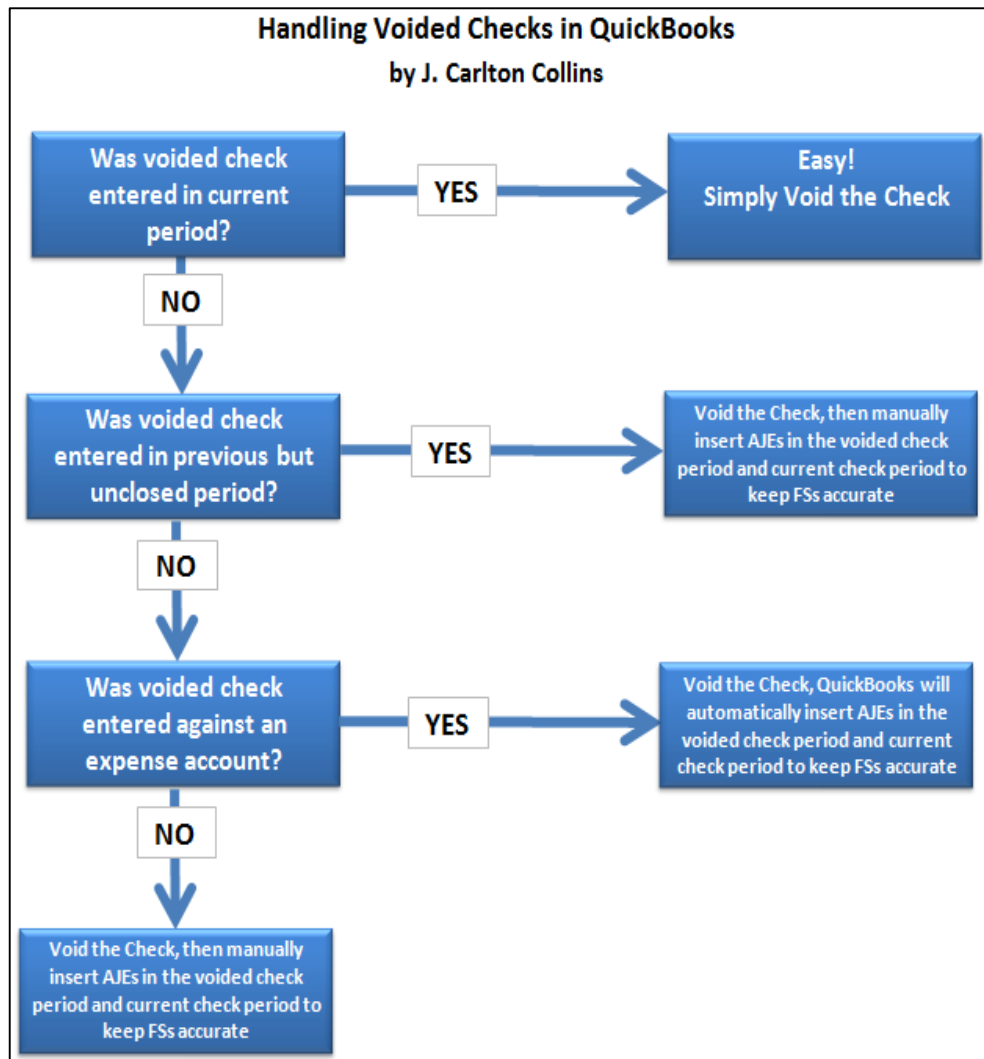 Handling Voided Checks in QuickBooks
by J. Carlton Collins
Was voided check
entered in current
period?
YES
Easy!
Simply Void the Check
NO
Was voided check
entered in previous but
unclosed period?
YES
Void the Check, then manually
insert AJEs in the voided check
period and current check period to
keep FSs accurate
NO
Was voided check
entered against an
expense account?
YES
Void the Check, QuickBooks will
automatically insert AJEs in the
voided check period and current
check period to keep FSs accurate
NO
Void the Check, then manually
insert AJEs in the voided check
period and current check period to
keep FSs accurate